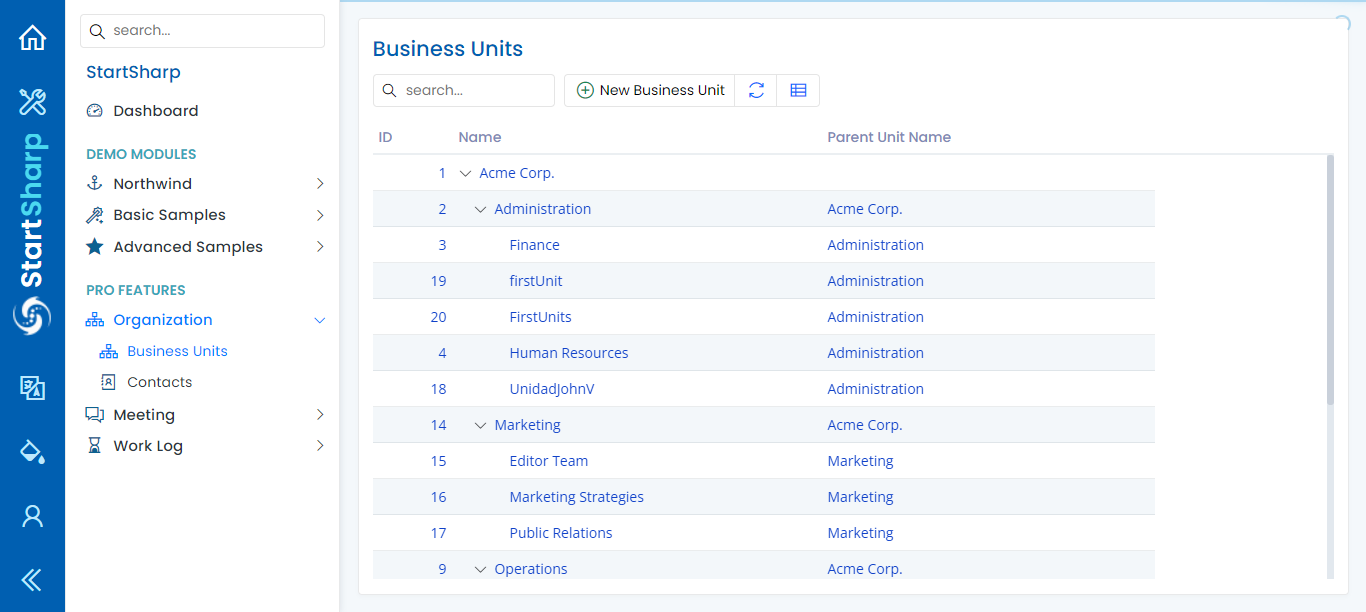 StartSharp
search...
StartSharp
Dashboard
DEMO MODULES
Northwind
Basic Samples
Advanced Samples
PRO FEATURES
Organization
Business Units
Contacts
Meeting
Work Log
Business Units
search...
New Business Unit
ID Name Parent Unit Name
1 Acme Corp.
2 Administration Acme Corp.
3 Finance Administration
19 firstUnit Administration
20 FirstUnits Administration
4 Human Resources Administration
18 UnidadJohnV Administration
14 Marketing Acme Corp.
15 Editor Team Marketing
16 Marketing Strategies Marketing
17 Public Relations Marketing
9 Operations Acme Corp.